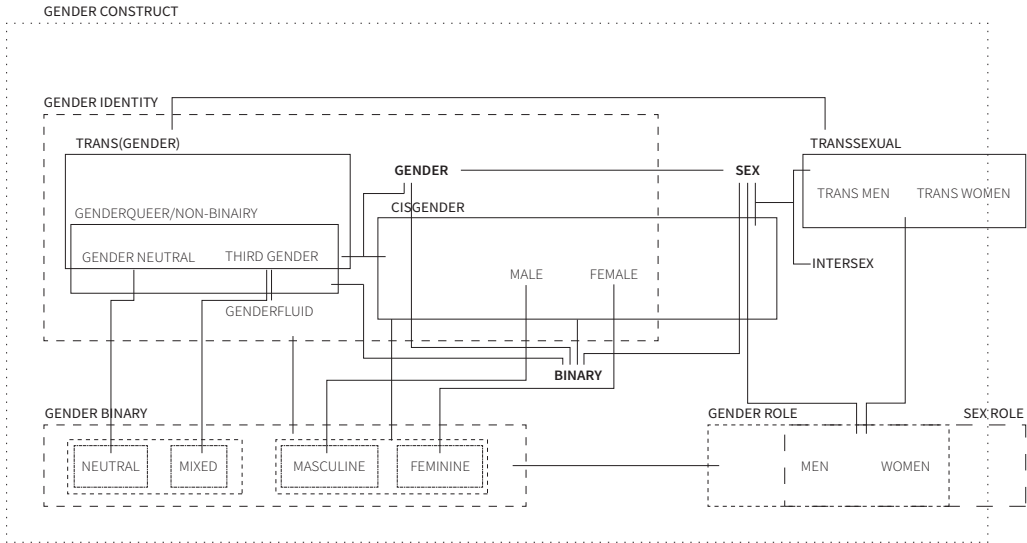 GENDER CONSTRUCT
GENDER IDENTITY
TRANS(GENDER)
TRANSSEXUAL
GENDER
SEX
TRANS MEN
TRANS WOMEN
CISGENDER
GENDERQUEER/NON-BINAIRY
GENDER NEUTRAL
THIRD GENDER
INTERSEX
MALE
FEMALE
GENDERFLUID
BINARY
GENDER BINARY
GENDER ROLE
SEX ROLE
NEUTRAL
MIXED
MASCULINE
FEMININE
MEN
WOMEN